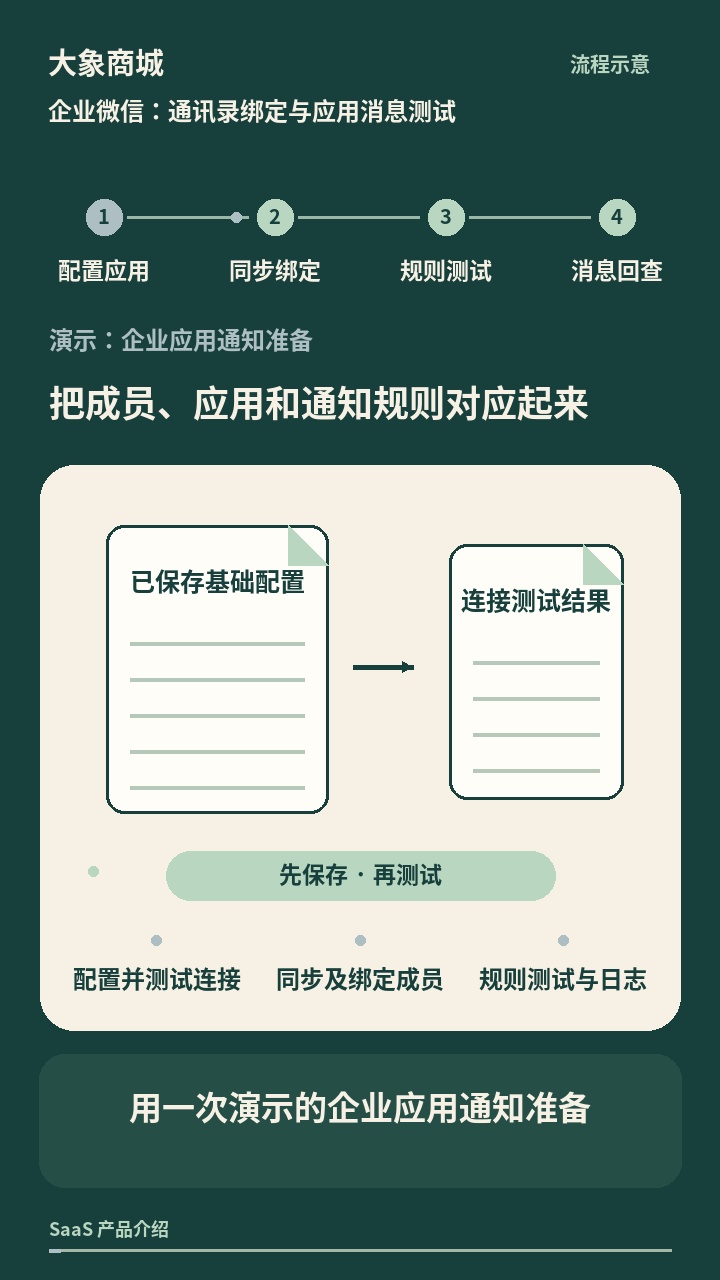 大象商城
流程示意
企业微信：通讯录绑定与应用消息测试
1
2
3
4
配置应用
同步绑定
规则测试
消息回查
演示：企业应用通知准备
把成员、应用和通知规则对应起来
已保存基础配置
连接测试结果
先保存 · 再测试
配置并测试连接
同步及绑定成员
规则测试与日志
用一次演示的企业应用通知准备
SaaS 产品介绍